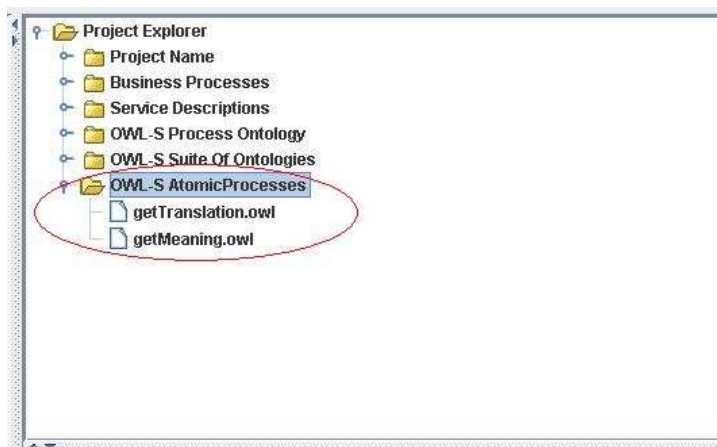 Project Explorer
Project Name
Business Processes
Service Descriptions
OWL-S Process Ontology
OWL-S Suite Of Ontologies
OWL-S AtomicProcesses
getTranslation.owl
getMeaning.owl